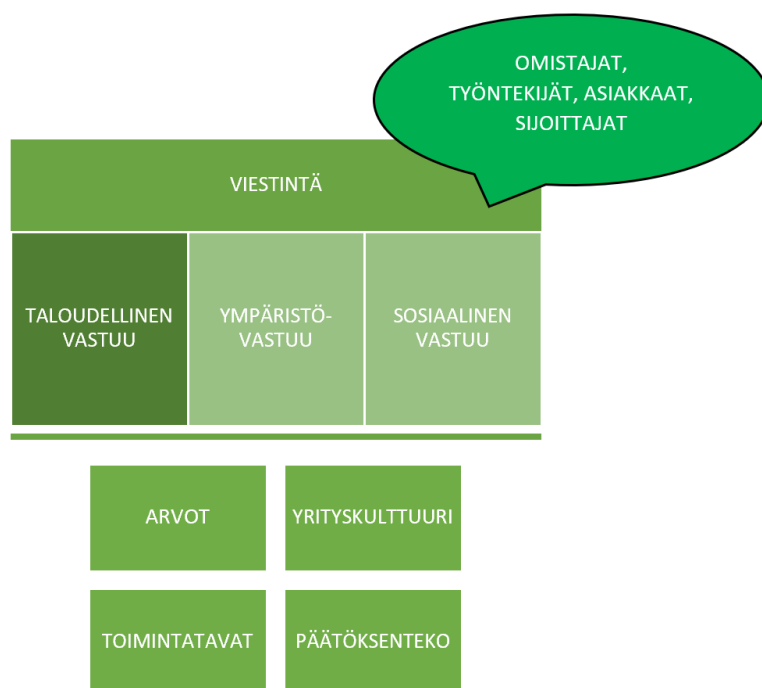 OMISTAJAT,
TYÖNTEKIJÄT, ASIAKKAAT,
SIJOITTAJAT
VIESTINTÄ
TALOUDELLINEN
VASTUU
YMPÄRISTÖ-
VASTUU
SOSIAALINEN
VASTUU
ARVOT
YRITYSKULTTUURI
TOIMINTATAVAT
PÄÄTÖKSENTEKO